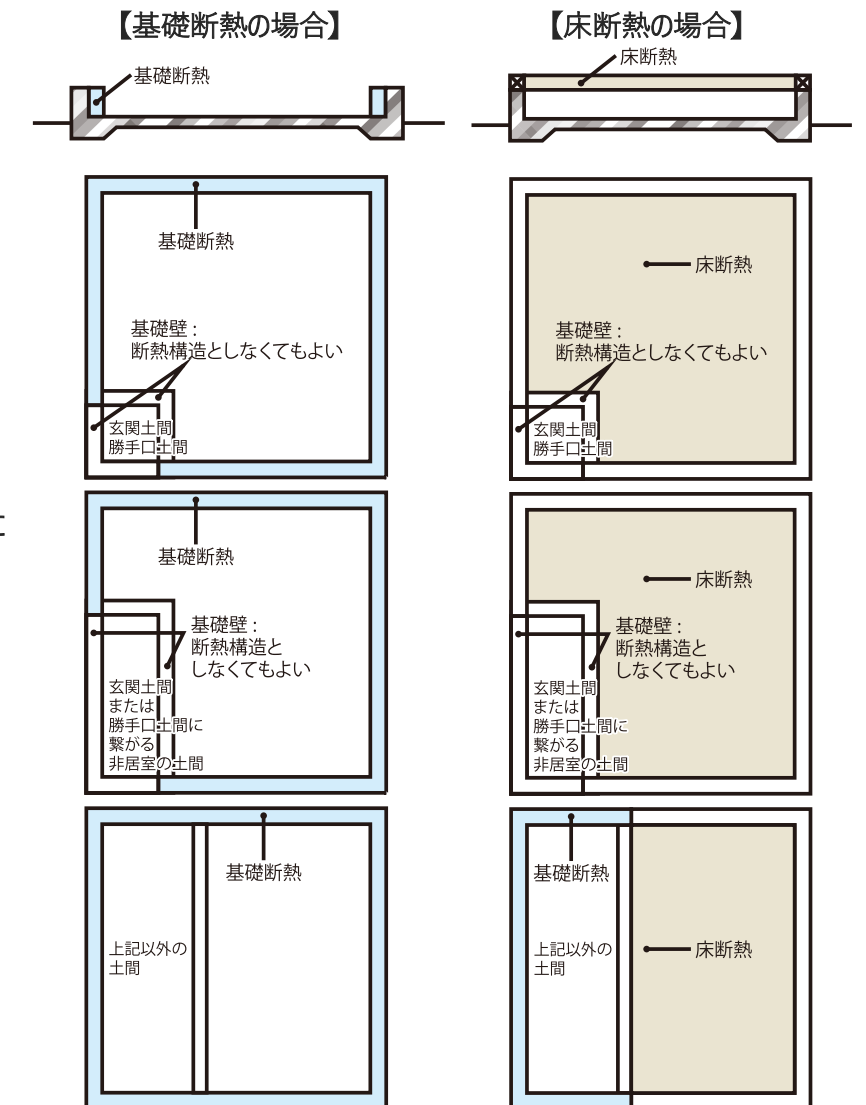 【基礎断熱の場合】
基礎断熱
基礎断熱
基礎壁：
断熱構造としなくてもよい
玄関土間
勝手口土間
基礎断熱
基礎壁：
断熱構造と
しなくてもよい
玄関土間
または
勝手口土間に
繋がる
非居室の土間
基礎断熱
上記以外の
土間
【床断熱の場合】
床断熱
床断熱
基礎壁：
断熱構造としなくてもよい
玄関土間
勝手口土間
床断熱
基礎壁：
断熱構造と
しなくてもよい
玄関土間
または
勝手口土間に
繋がる
非居室の土間
基礎断熱
上記以外の
土間
床断熱